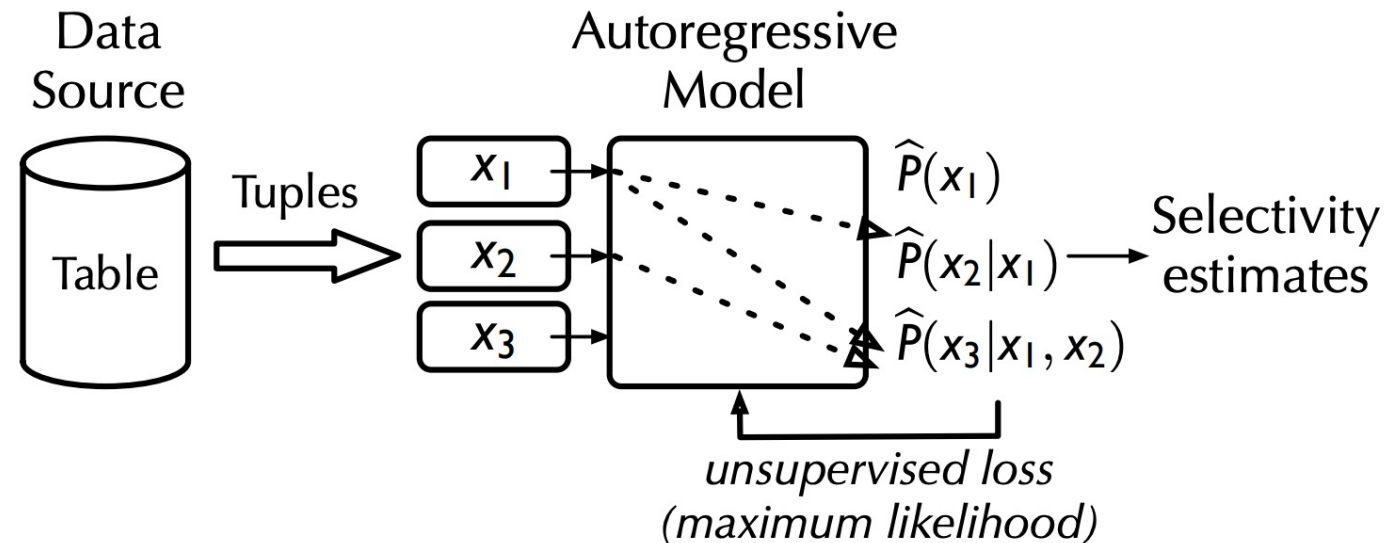 Data
Source
Table
Tuples
Autoregressive
Model
x₁
x₂
x₃
P̂(x₁)
P̂(x₂|x₁)
P̂(x₃|x₁, x₂)
Selectivity
estimates
unsupervised loss
(maximum likelihood)